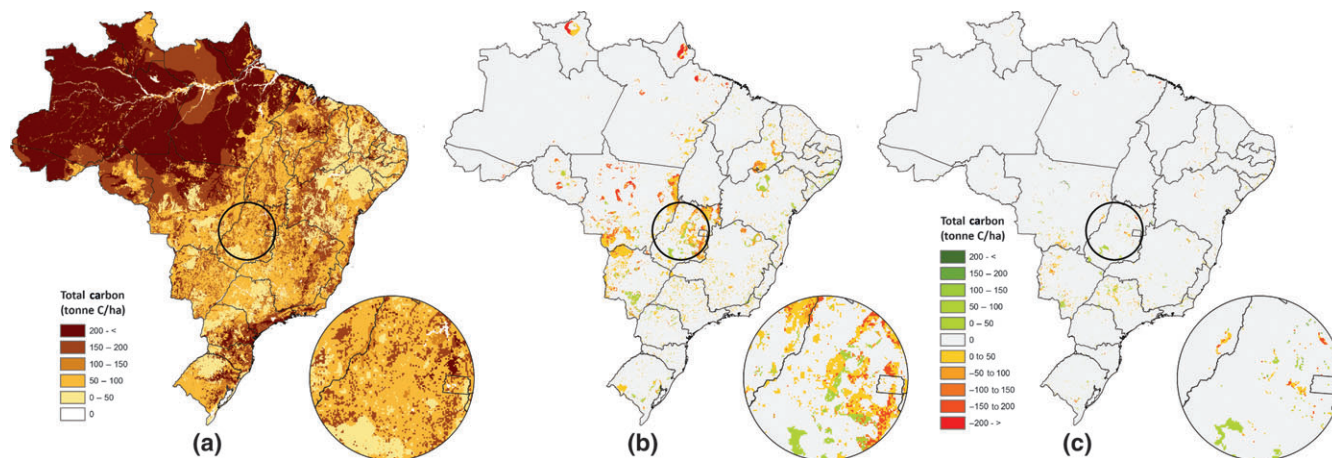 Total carbon
(tonne C/ha)
200 - <
150 – 200
100 – 150
50 – 100
0 – 50
0
(a)
(b)
Total carbon
(tonne C/ha)
200 - <
150 – 200
100 – 150
50 – 100
0 – 50
0
0 to 50
–50 to 100
–100 to 150
–150 to 200
–200 - >
(c)